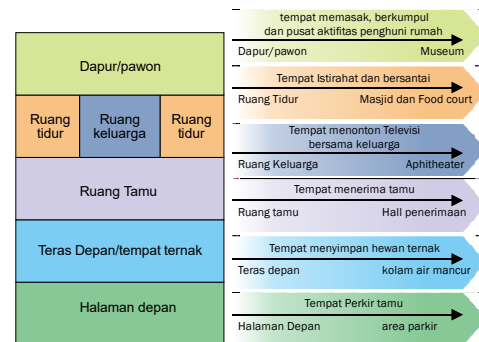 Dapur/pawon
Ruang tidur
Ruang keluarga
Ruang tidur
Ruang Tamu
Teras Depan/tempat ternak
Halaman depan
tempat memasak, berkumpul
dan pusat aktifitas penghuni rumah
Dapur/pawon Museum
Tempat Istirahat dan bersantai
Ruang Tidur Masjid dan Food court
Tempat menonton Televisi
bersama keluarga
Ruang Keluarga Aphitheater
Tempat menerima tamu
Ruang tamu Hall penerimaan
Tempat menyimpan hewan ternak
Teras depan kolam air mancur
Tempat Perkir tamu
Halaman Depan area parkir